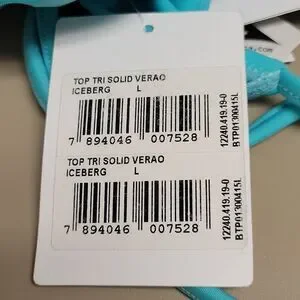 TOP TRI SOLID VERAO
ICEBERG L
7 894046 007528
12240.419.19-0
BTP01300415L
TOP TRI SOLID VERAO
ICEBERG L
7 894046 007528
12240.419.19-0
BTP01300415L
.com